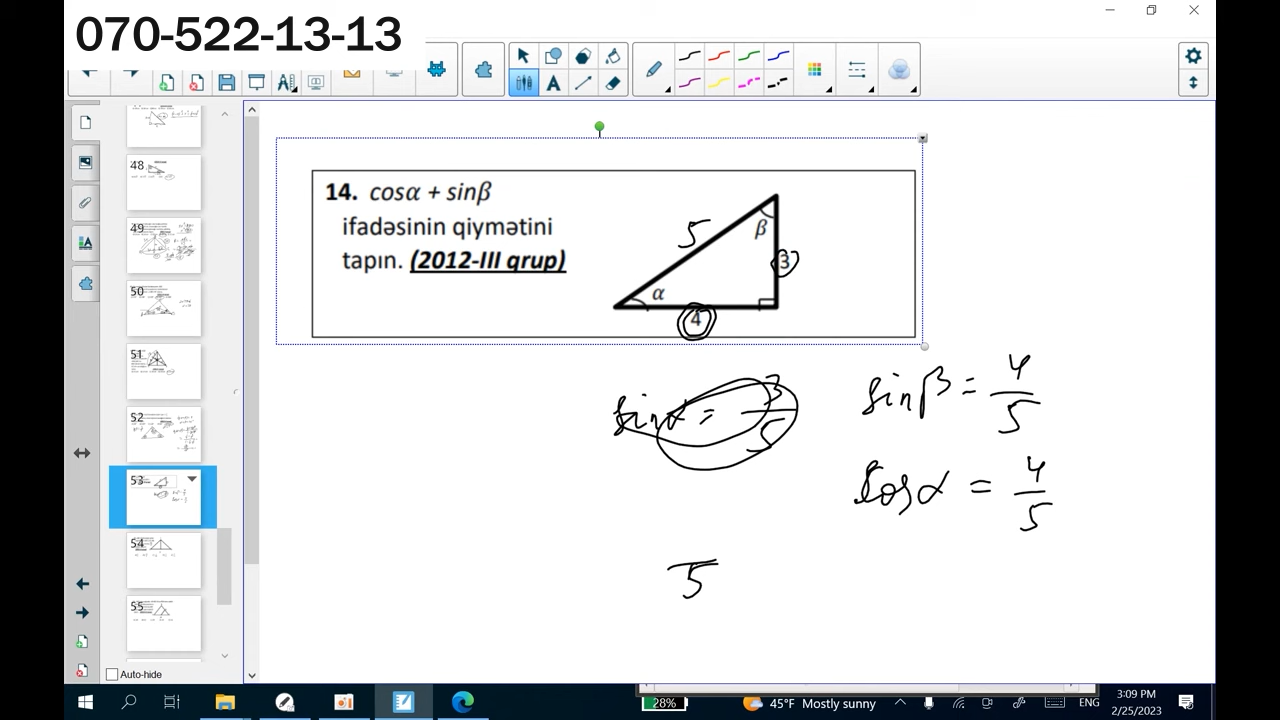 070-522-13-13
14. cosα + sinβ
ifadəsinin qiymətini
tapın. (2012-III qrup)
5
β
3
α
4
sinα = 3/5
sinβ = 4/5
cosα = 4/5
5
48
49
50
51
52
53
54
55
Auto-hide
28%
45°F Mostly sunny
ENG
3:09 PM
2/25/2023